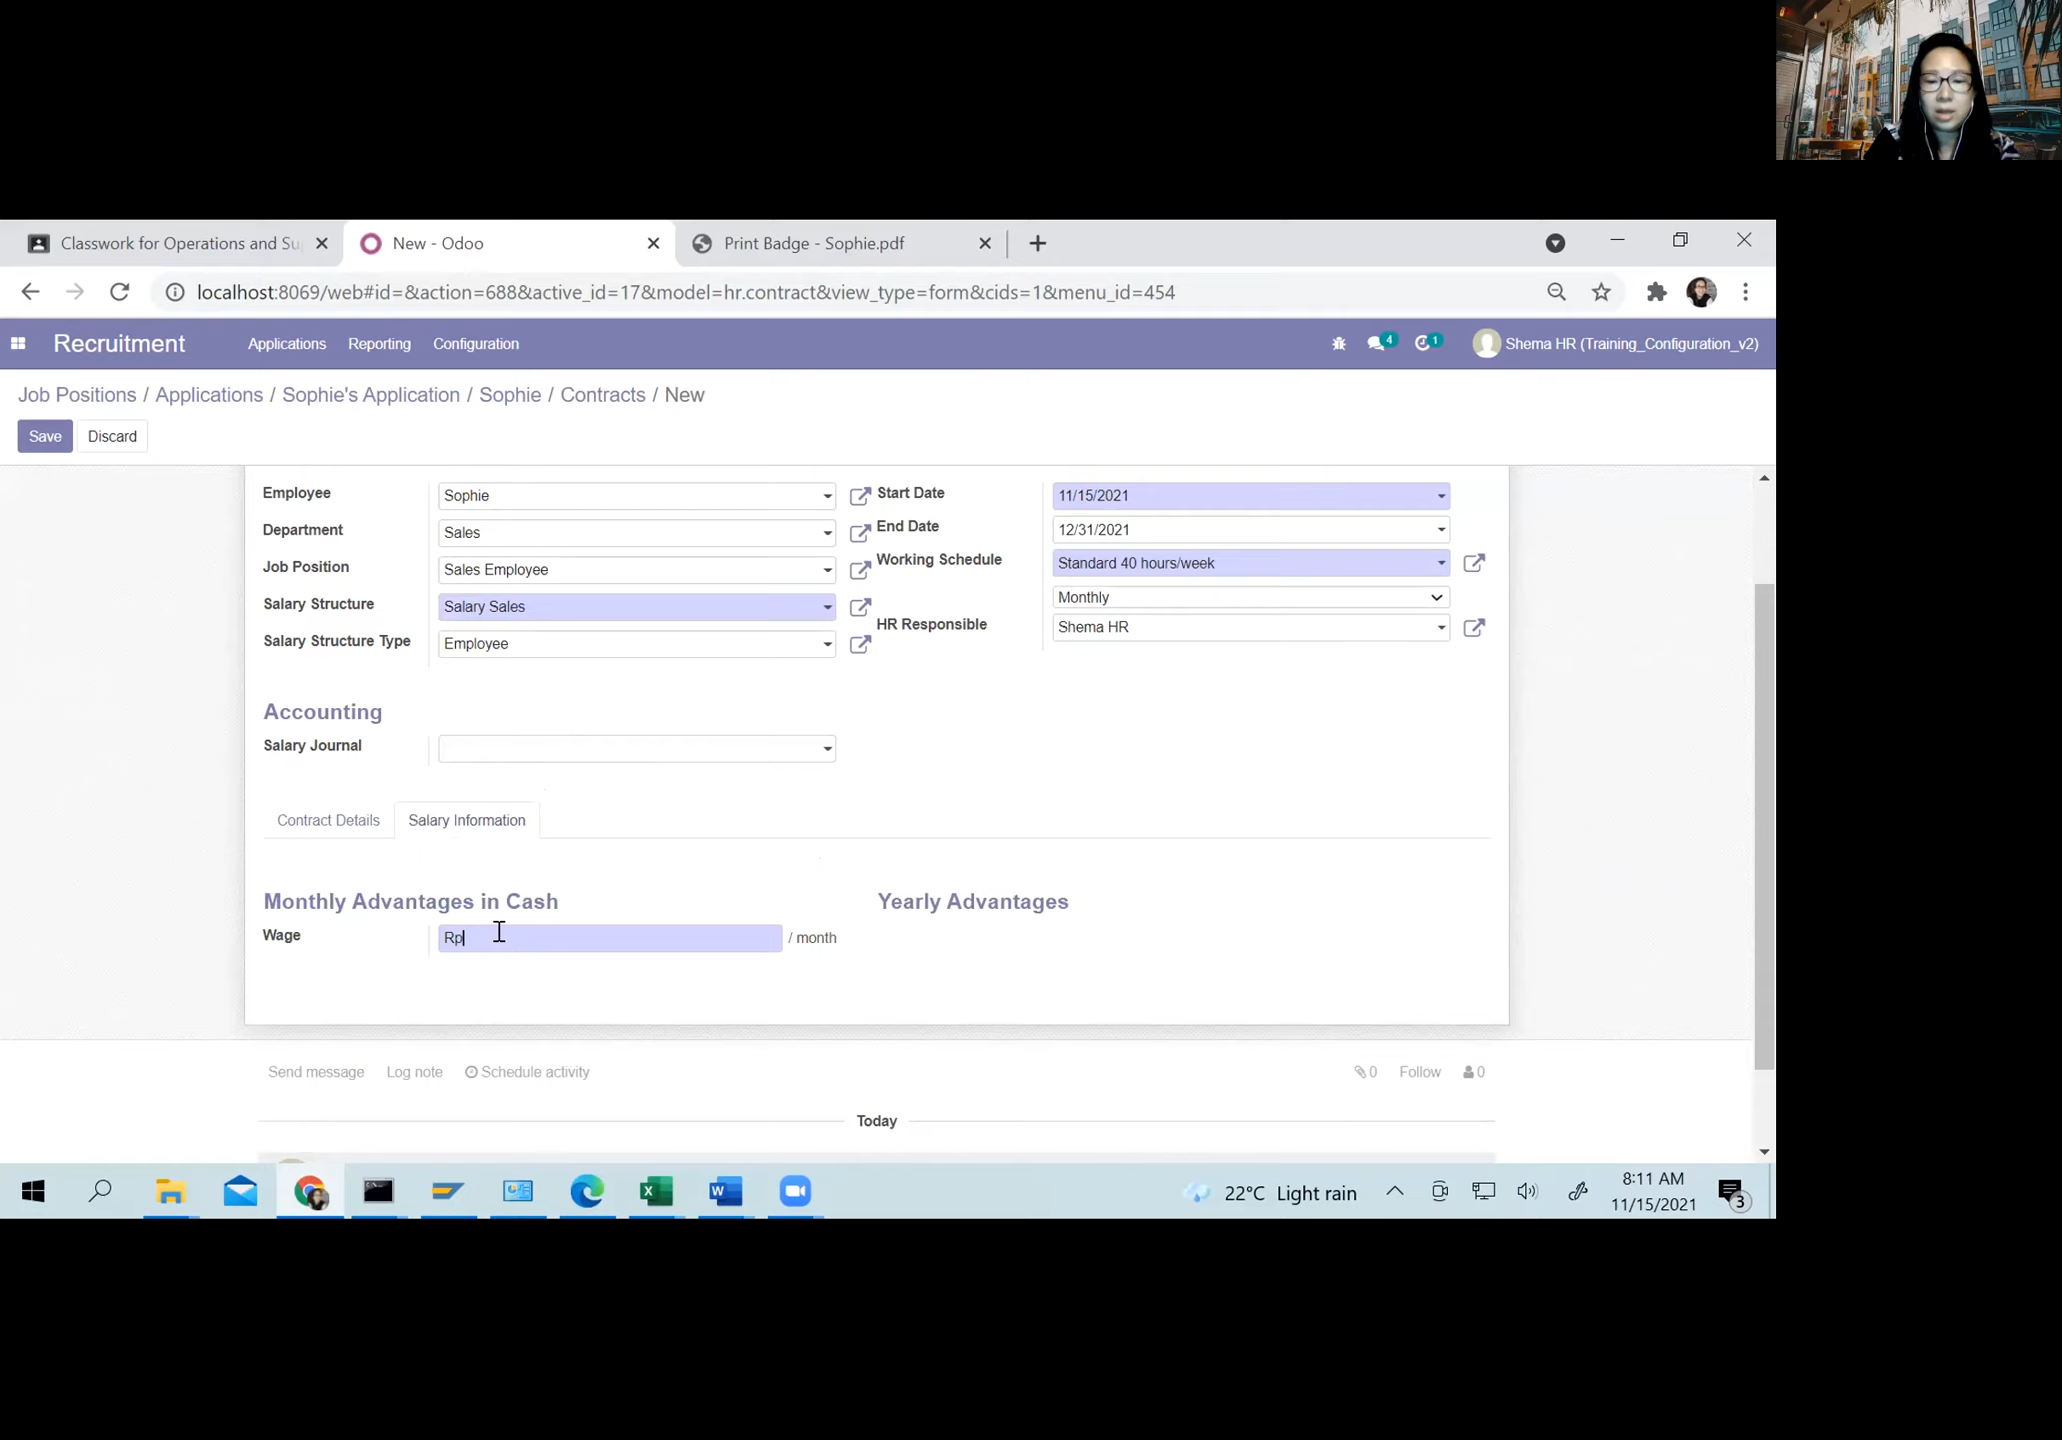 Classwork for Operations and Su
New - Odoo
Print Badge - Sophie.pdf
localhost:8069/web#id=&action=688&active_id=17&model=hr.contract&view_type=form&cids=1&menu_id=454
Recruitment
Applications
Reporting
Configuration
4
1
Shema HR (Training_Configuration_v2)
Job Positions / Applications / Sophie's Application / Sophie / Contracts / New
Save
Discard
Employee
Sophie
Start Date
11/15/2021
Department
Sales
End Date
12/31/2021
Job Position
Sales Employee
Working Schedule
Standard 40 hours/week
Salary Structure
Salary Sales
Monthly
Salary Structure Type
Employee
HR Responsible
Shema HR
Accounting
Salary Journal
Contract Details
Salary Information
Monthly Advantages in Cash
Yearly Advantages
Wage
Rp
/ month
Send message
Log note
Schedule activity
0
Follow
0
Today
22°C Light rain
8:11 AM
11/15/2021
3